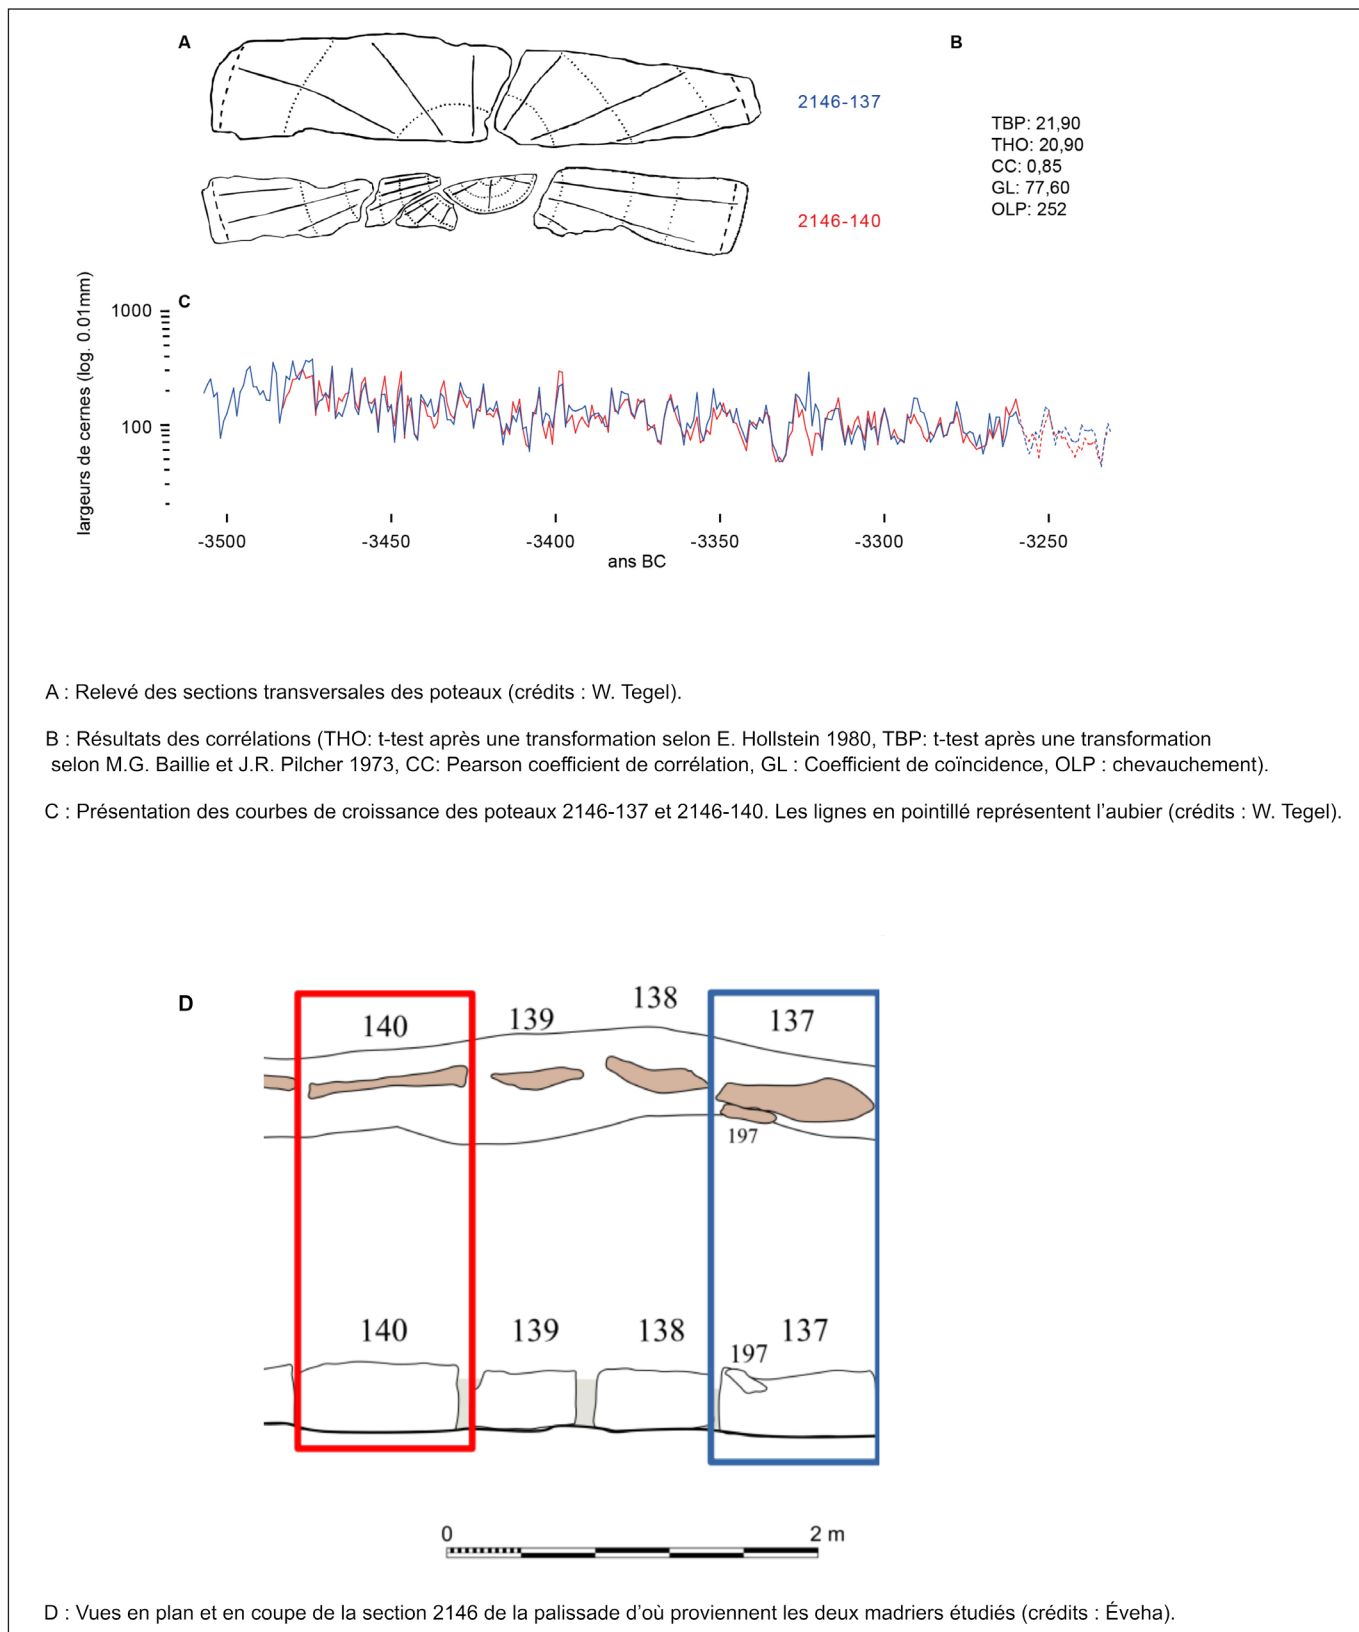 A
B
2146-137
TBP: 21,90
THO: 20,90
CC: 0,85
GL: 77,60
OLP: 252
2146-140
C
largeurs de cernes (log. 0.01mm)
1000
100
-3500 -3450 -3400 -3350 -3300 -3250
ans BC
A : Relevé des sections transversales des poteaux (crédits : W. Tegel).
B : Résultats des corrélations (THO: t-test après une transformation selon E. Hollstein 1980, TBP: t-test après une transformation
selon M.G. Baillie et J.R. Pilcher 1973, CC: Pearson coefficient de corrélation, GL : Coefficient de coïncidence, OLP : chevauchement).
C : Présentation des courbes de croissance des poteaux 2146-137 et 2146-140. Les lignes en pointillé représentent l’aubier (crédits : W. Tegel).
D
140 139 138 137
197
140 139 138 137
197
0 2 m
D : Vues en plan et en coupe de la section 2146 de la palissade d’où proviennent les deux madriers étudiés (crédits : Éveha).